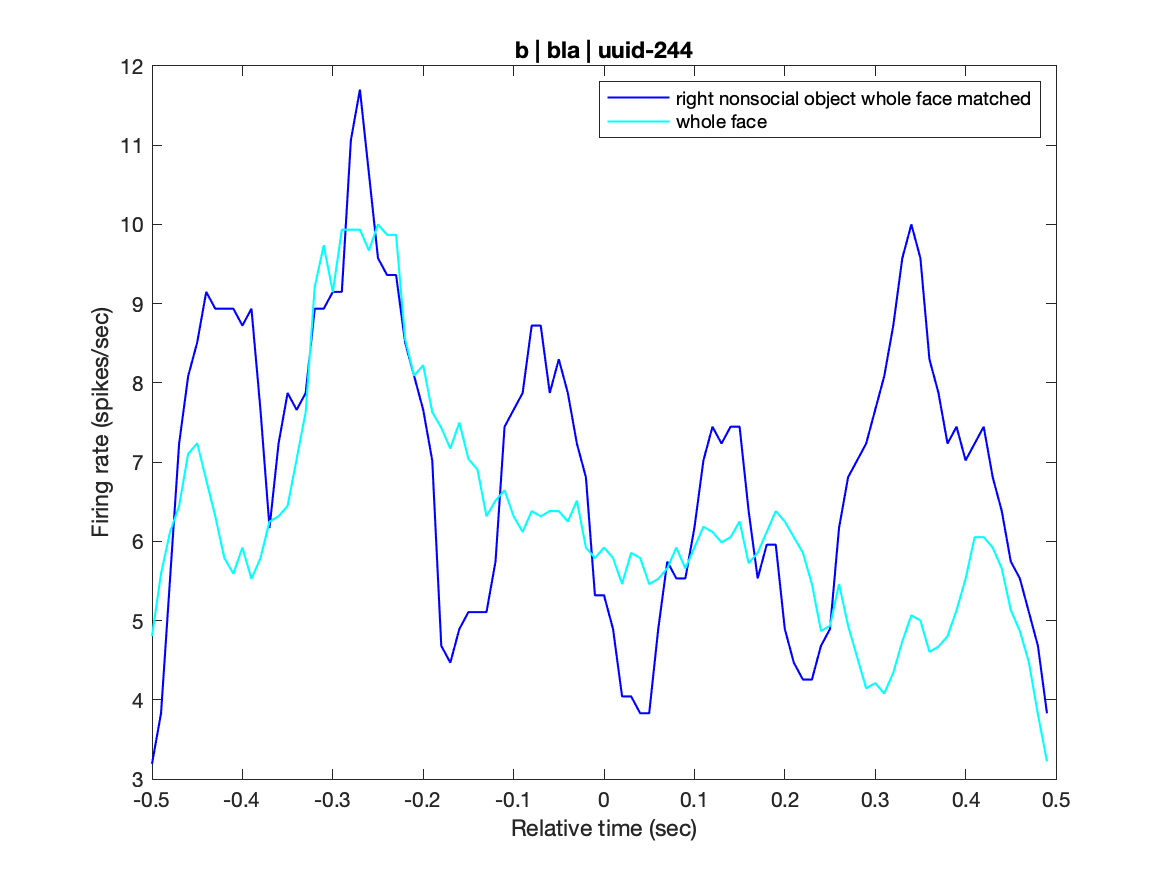 b | bla | uuid-244
right nonsocial object whole face matched
whole face
12
11
10
9
8
7
6
5
4
3
Firing rate (spikes/sec)
-0.5 -0.4 -0.3 -0.2 -0.1 0 0.1 0.2 0.3 0.4 0.5
Relative time (sec)